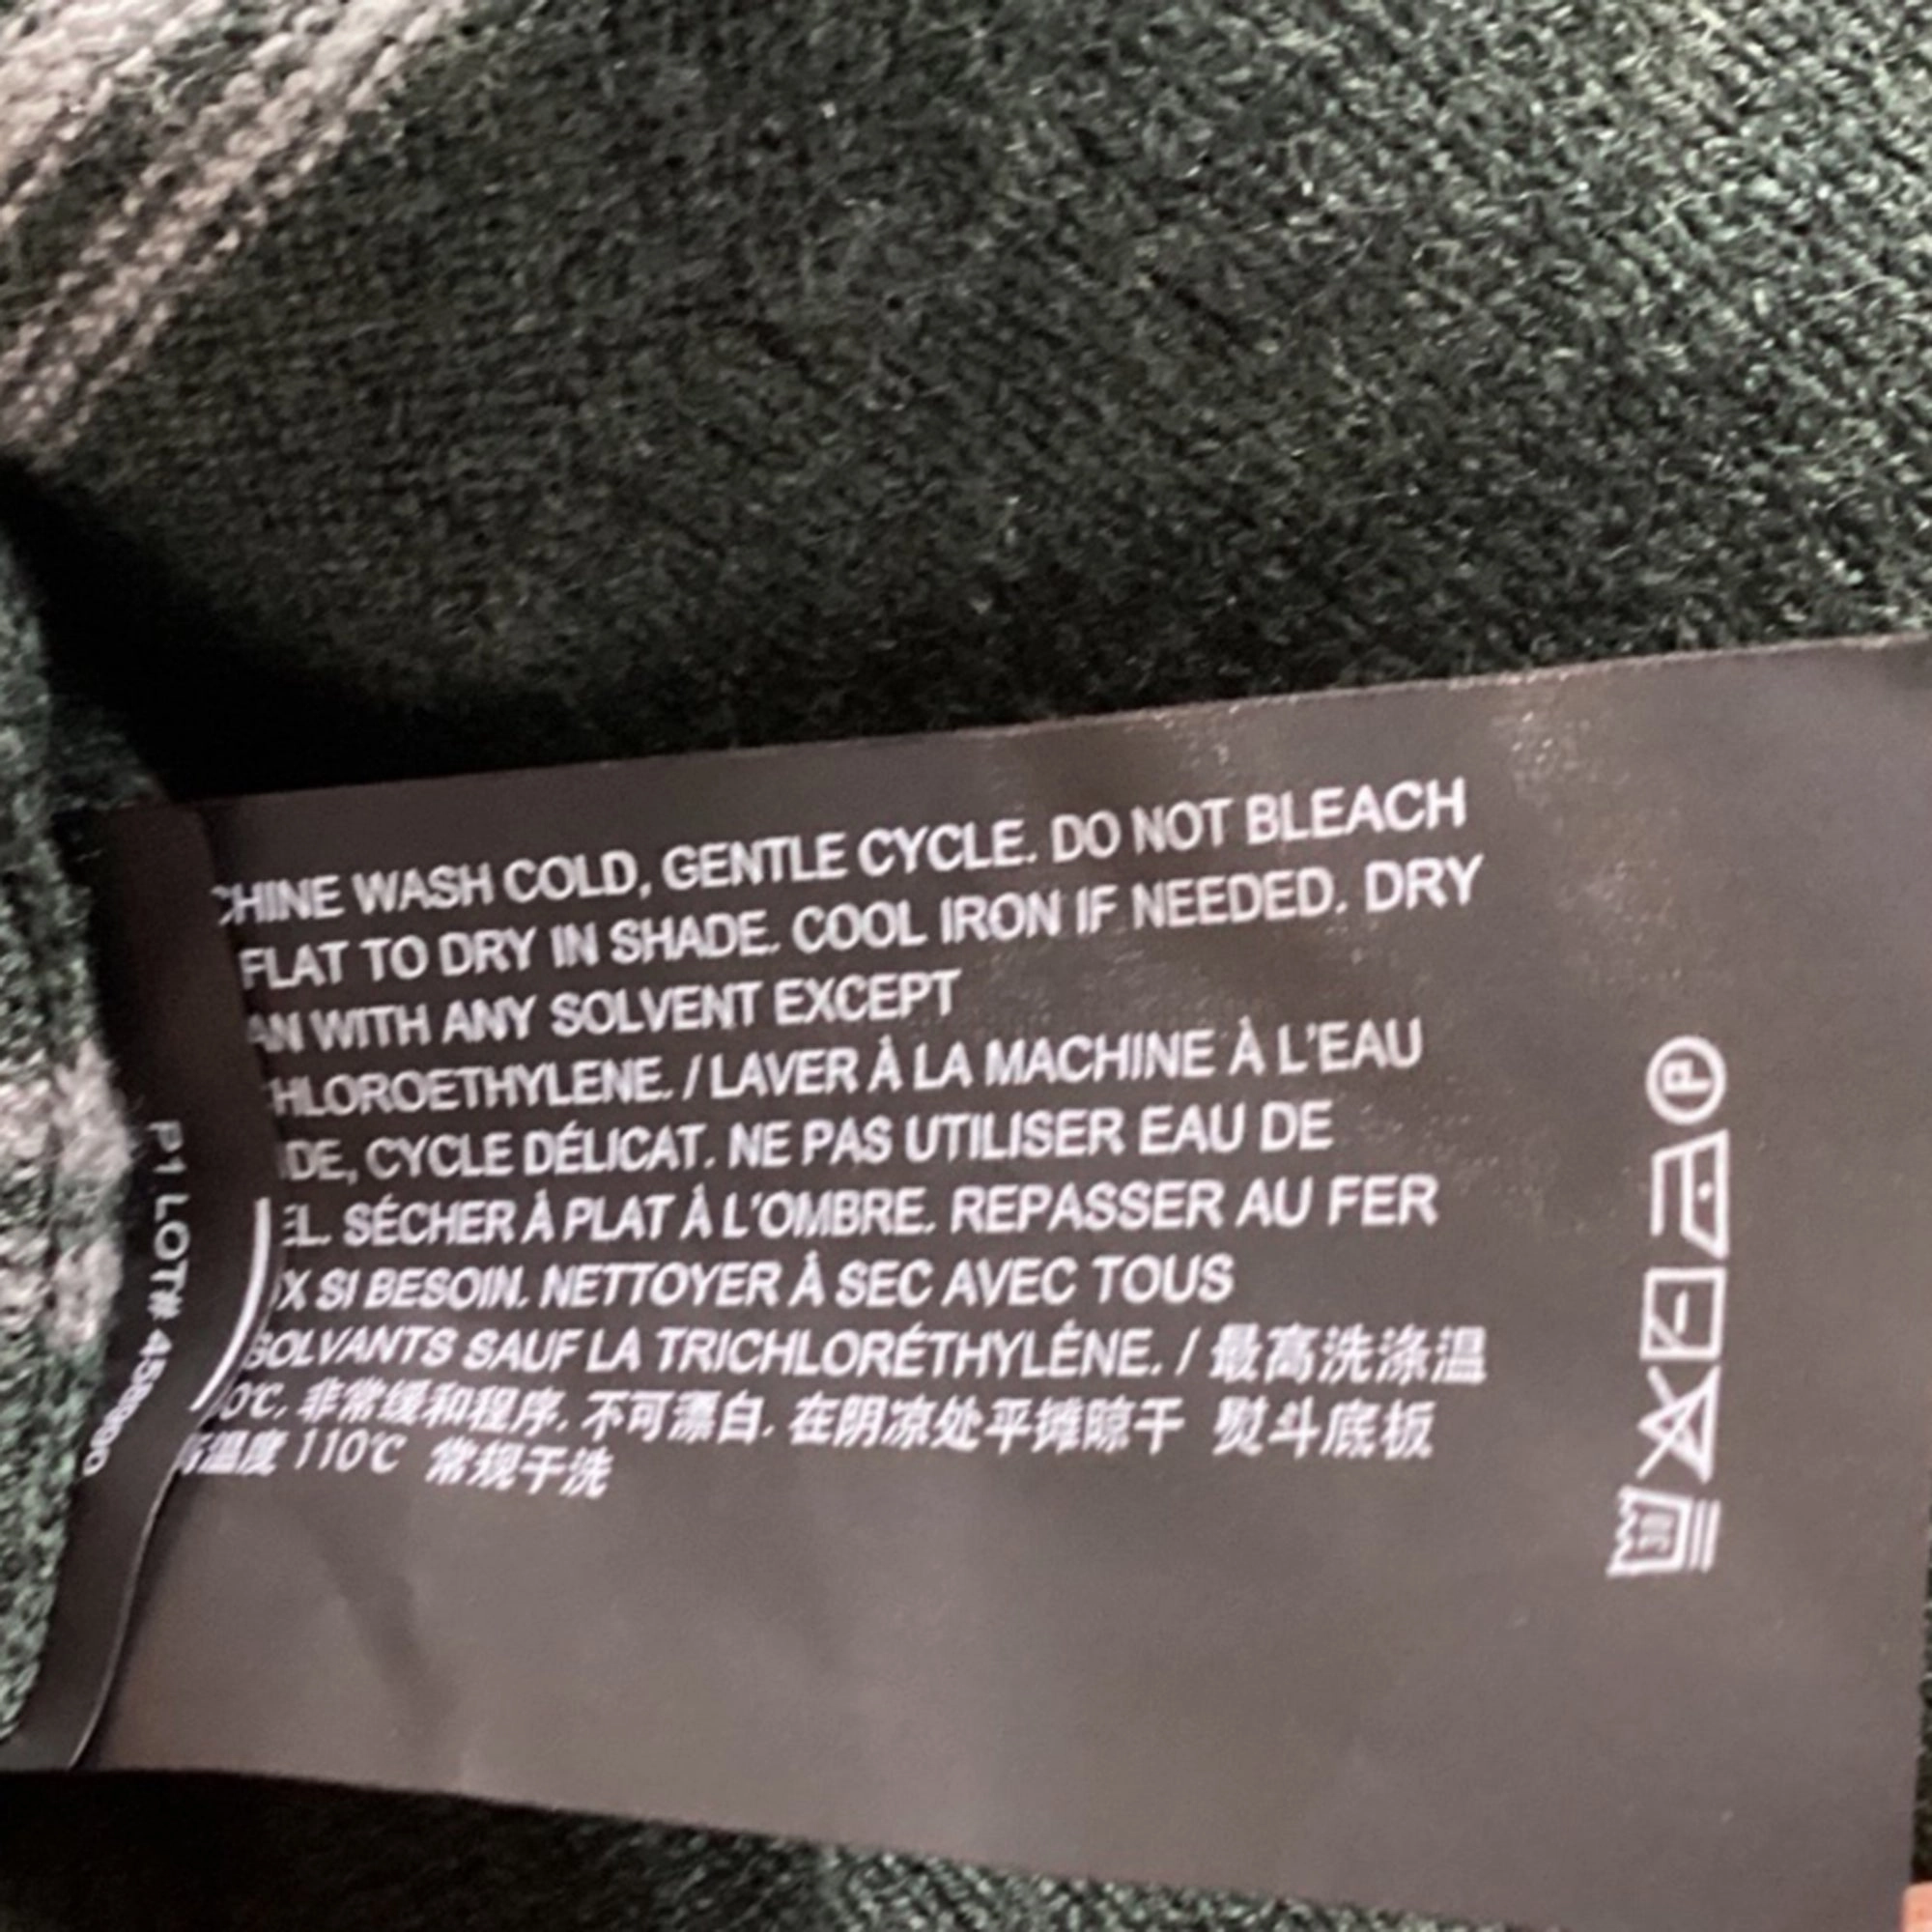 CHINE WASH COLD, GENTLE CYCLE. DO NOT BLEACH
FLAT TO DRY IN SHADE. COOL IRON IF NEEDED. DRY
AN WITH ANY SOLVENT EXCEPT
HLOROETHYLENE. / LAVER À LA MACHINE À L'EAU
DE, CYCLE DÉLICAT. NE PAS UTILISER EAU DE
EL. SÉCHER À PLAT À L'OMBRE. REPASSER AU FER
X SI BESOIN. NETTOYER À SEC AVEC TOUS
SOLVANTS SAUF LA TRICHLORÉTHYLÈNE. / 最高洗涤温
0℃, 非常缓和程序, 不可漂白, 在阴凉处平摊晾干 熨斗底板
高温度 110℃ 常规干洗
P1 LOT#
P
30